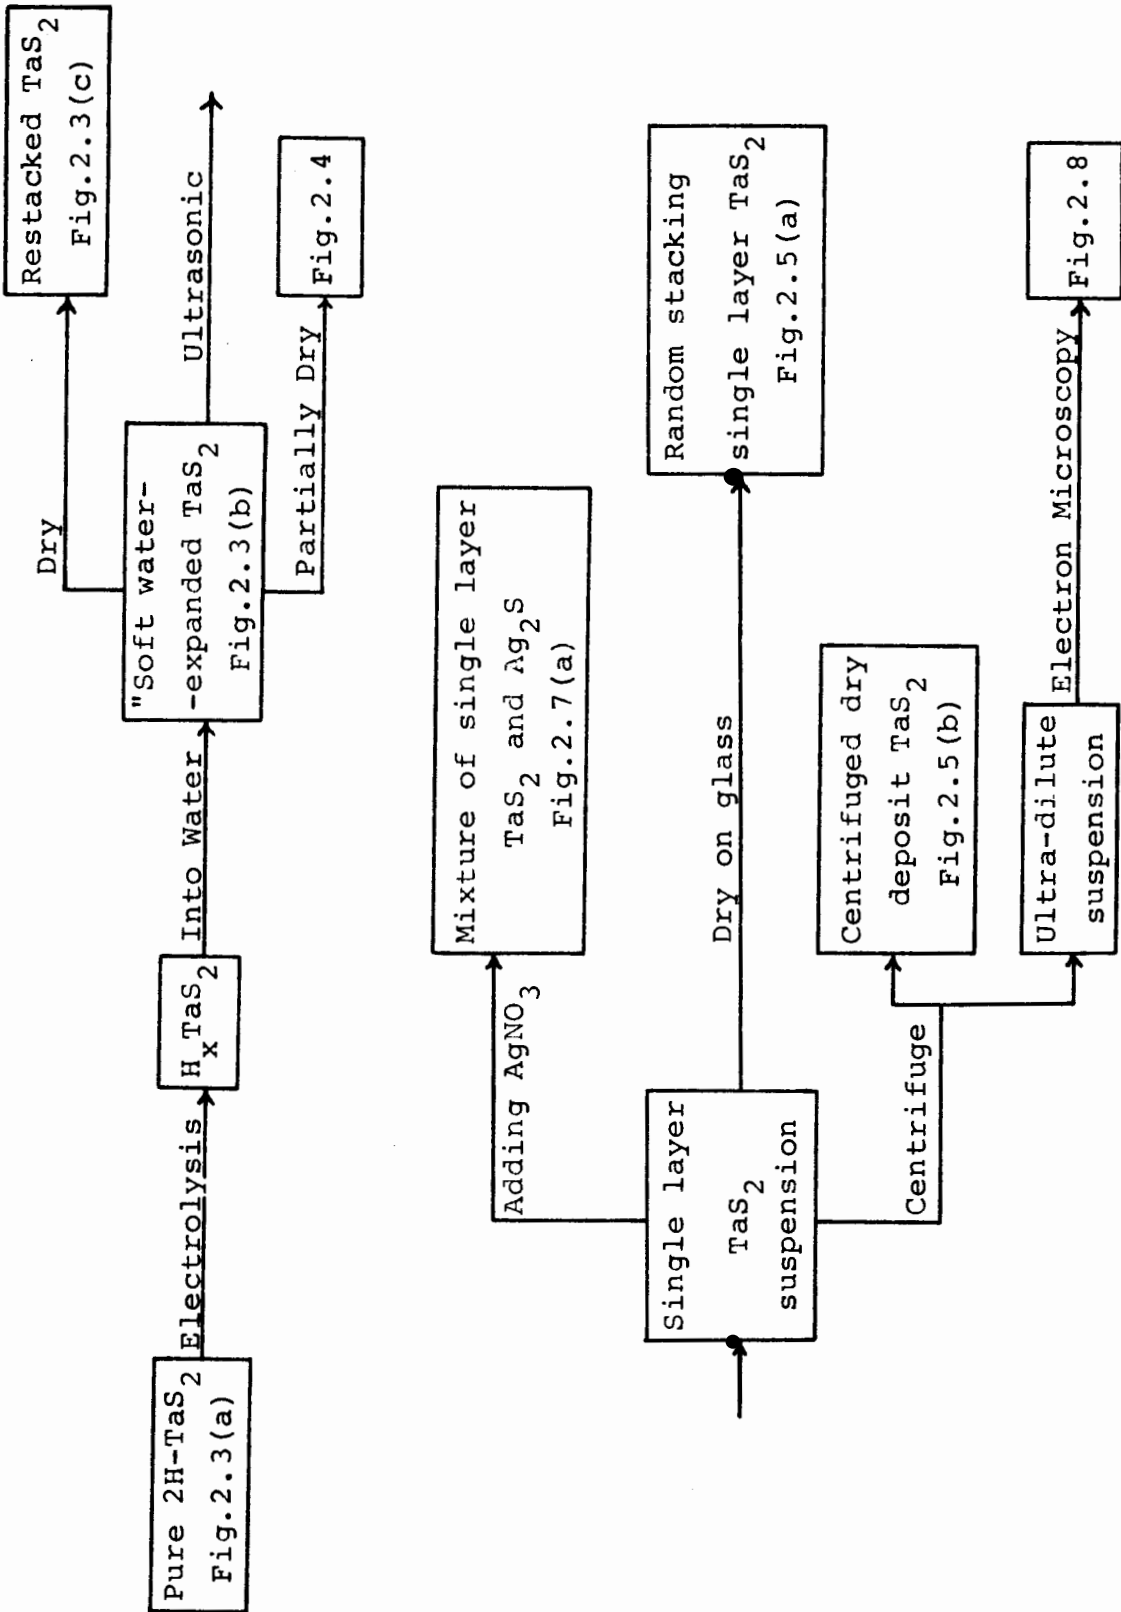 Pure 2H-TaS2
Fig.2.3(a)
Electrolysis
HxTaS2
Into Water
"Soft water-
-expanded TaS2
Fig.2.3(b)
Dry
Restacked TaS2
Fig.2.3(c)
Ultrasonic
Partially Dry
Fig.2.4
Single layer
TaS2
suspension
Adding AgNO3
Mixture of single layer
TaS2 and Ag2S
Fig.2.7(a)
Dry on glass
Random stacking
single layer TaS2
Fig.2.5(a)
Centrifuge
Centrifuged dry
deposit TaS2
Fig.2.5(b)
Ultra-dilute
suspension
Electron Microscopy
Fig.2.8